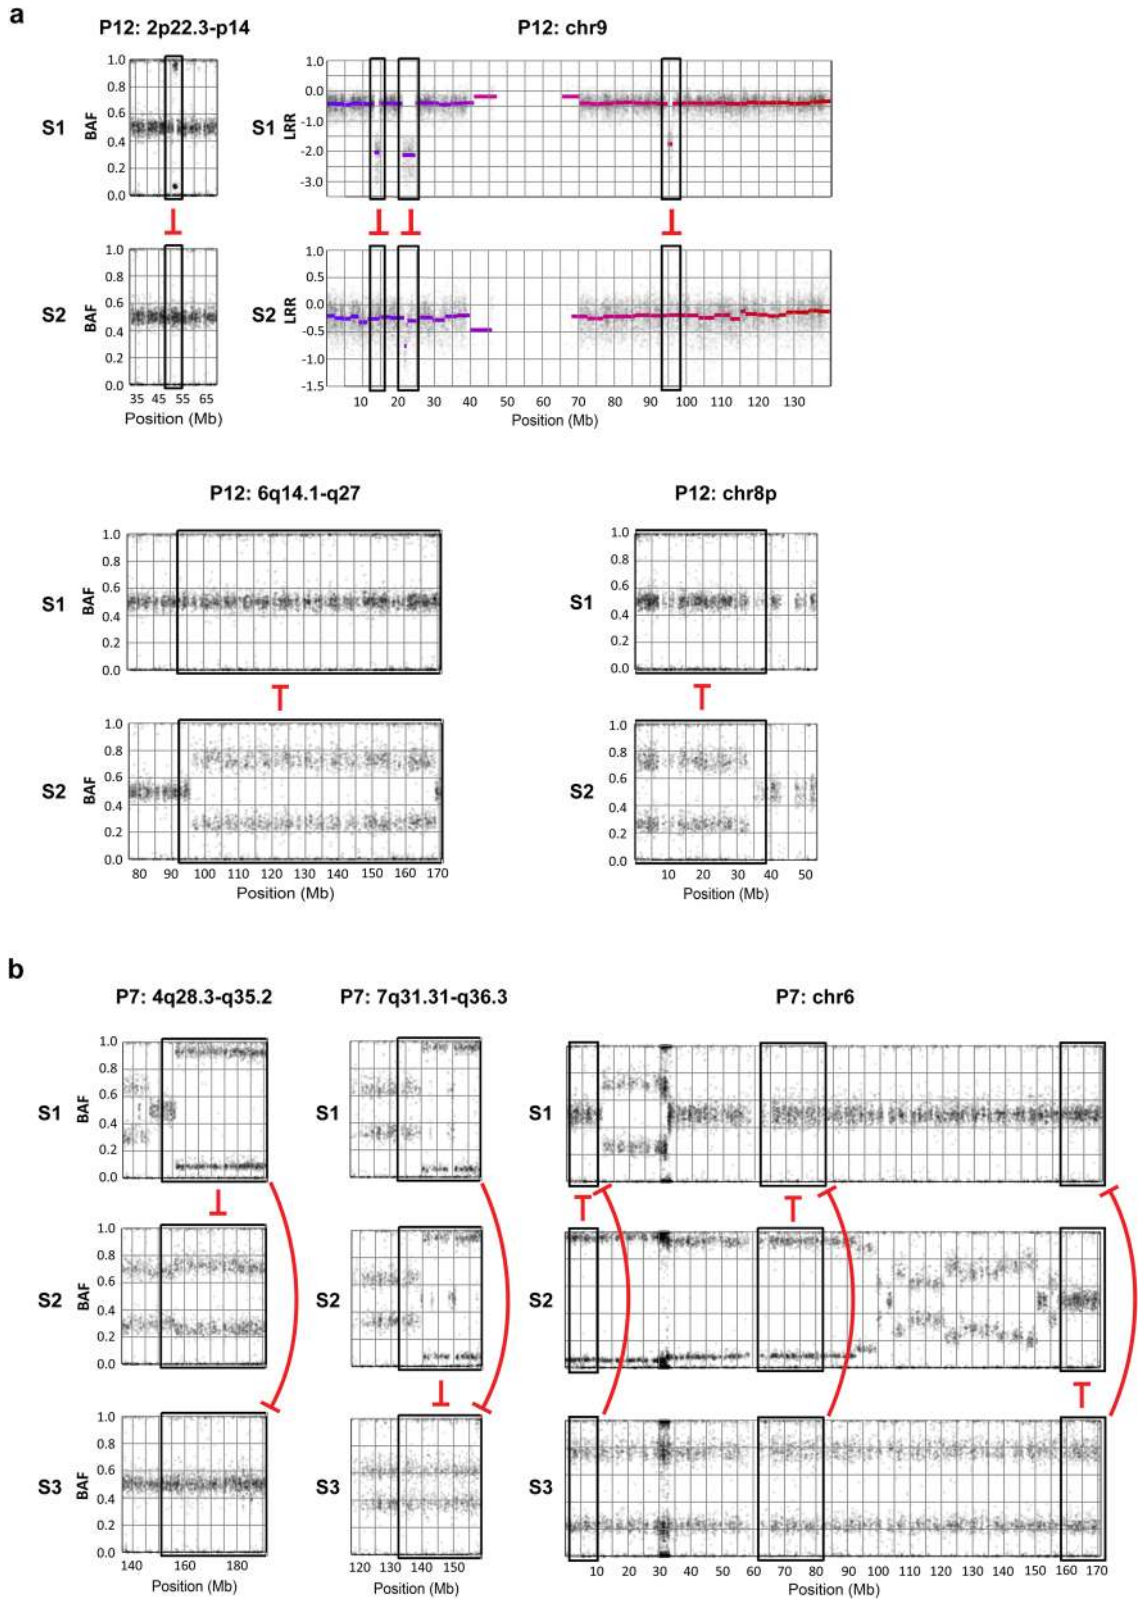 a
P12: 2p22.3-p14
P12: chr9
1.0
0.8
0.6
0.4
0.2
0.0
S1
BAF
1.0
0.0
-1.0
-2.0
-3.0
S1
LRR
1.0
0.8
0.6
0.4
0.2
0.0
S2
BAF
35 45 55 65
Position (Mb)
1.0
0.5
0.0
-0.5
-1.0
-1.5
S2
LRR
10 20 30 40 50 60 70 80 90 100 110 120 130
Position (Mb)
P12: 6q14.1-q27
P12: chr8p
1.0
0.8
0.6
0.4
0.2
0.0
S1
BAF
1.0
0.8
0.6
0.4
0.2
0.0
S1
1.0
0.8
0.6
0.4
0.2
0.0
S2
BAF
80 90 100 110 120 130 140 150 160 170
Position (Mb)
1.0
0.8
0.6
0.4
0.2
0.0
S2
10 20 30 40 50
Position (Mb)
b
P7: 4q28.3-q35.2
P7: 7q31.31-q36.3
P7: chr6
1.0
0.8
0.6
0.4
0.2
0.0
S1
BAF
S1
S1
1.0
0.8
0.6
0.4
0.2
0.0
S2
BAF
S2
S2
1.0
0.8
0.6
0.4
0.2
0.0
S3
BAF
140 160 180
Position (Mb)
S3
120 130 140 150
Position (Mb)
S3
10 20 30 40 50 60 70 80 90 100 110 120 130 140 150 160 170
Position (Mb)